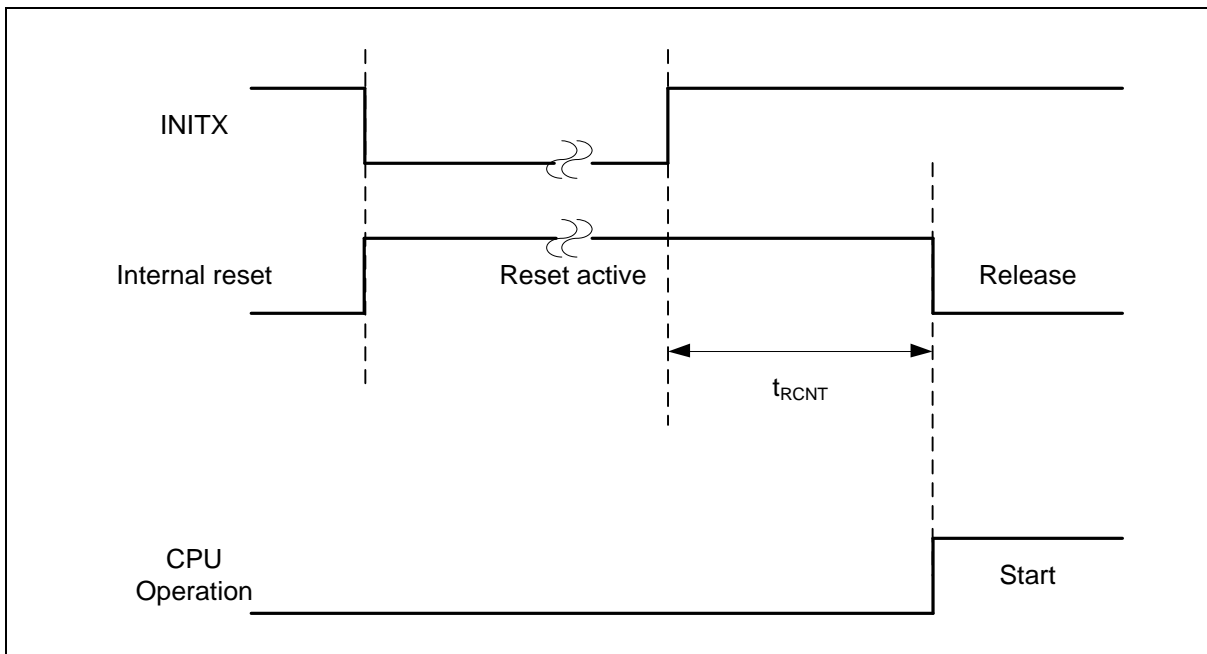 INITX
Internal reset
Reset active
Release
tRCNT
CPU
Operation
Start